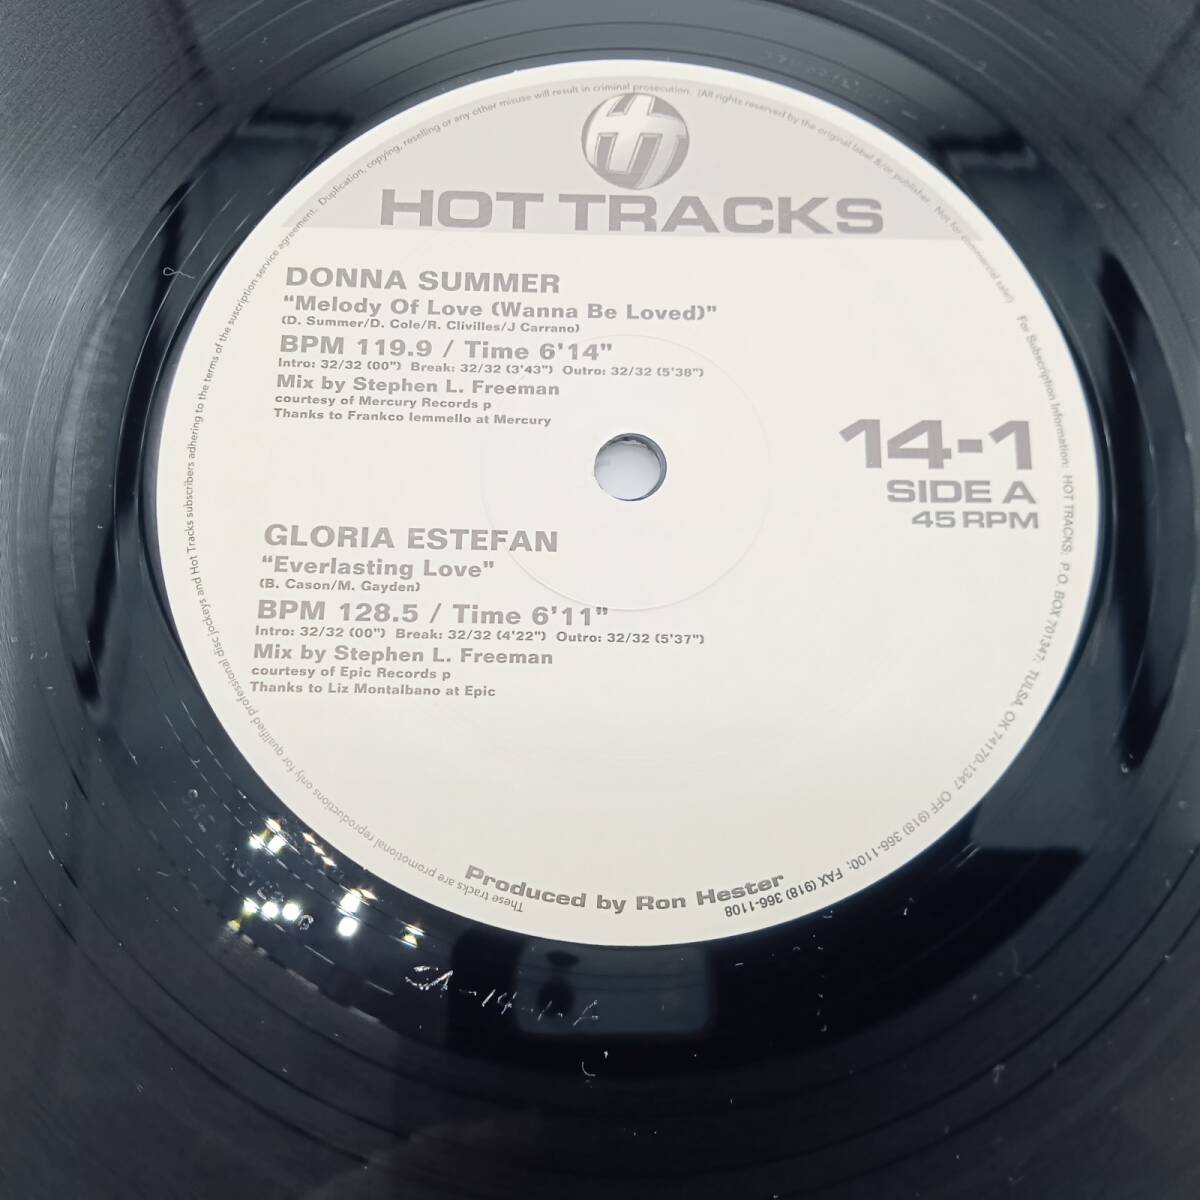 HOT TRACKS
DONNA SUMMER
“Melody Of Love (Wanna Be Loved)”
(D. Summer/D. Cole/R. Clivilles/J Carrano)
BPM 119.9 / Time 6'14”
Intro: 32/32 (00") Break: 32/32 (3'43") Outro: 32/32 (5'38")
Mix by Stephen L. Freeman
courtesy of Mercury Records p
Thanks to Frankco Iemmello at Mercury
14-1
SIDE A
45 RPM
GLORIA ESTEFAN
“Everlasting Love”
(B. Cason/M. Gayden)
BPM 128.5 / Time 6'11”
Intro: 32/32 (00") Break: 32/32 (4'22") Outro: 32/32 (5'37")
Mix by Stephen L. Freeman
courtesy of Epic Records p
Thanks to Liz Montalbano at Epic
Produced by Ron Hester
These tracks are promotional reproductions only for qualified professional disc jockeys and Hot Tracks subscribers adhering to the terms of the suscription service agreement. Duplication, copying, reselling or any other misuse will result in criminal prosecution. (All rights reserved by the original label &/or publisher. Not for commercial sale!)
For Subscription Information: HOT TRACKS; P.O. BOX 701347; TULSA, OK 74170-1347 OFF (918) 366-1100; FAX (918) 366-1108